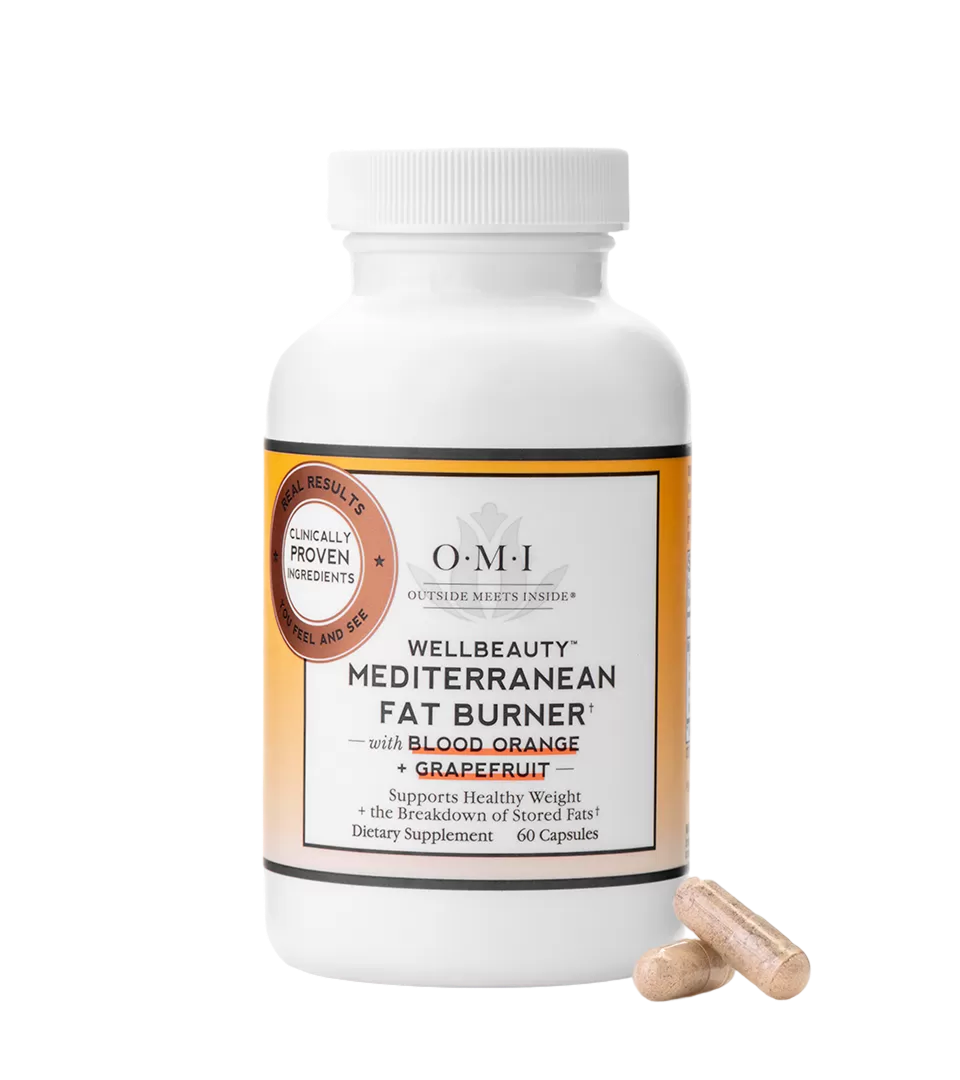 REAL RESULTS
CLINICALLY
PROVEN
INGREDIENTS
YOU FEEL AND SEE
O·M·I
OUTSIDE MEETS INSIDE®
WELLBEAUTY™
MEDITERRANEAN
FAT BURNER†
— with BLOOD ORANGE
+ GRAPEFRUIT —
Supports Healthy Weight
+ the Breakdown of Stored Fats†
Dietary Supplement 60 Capsules